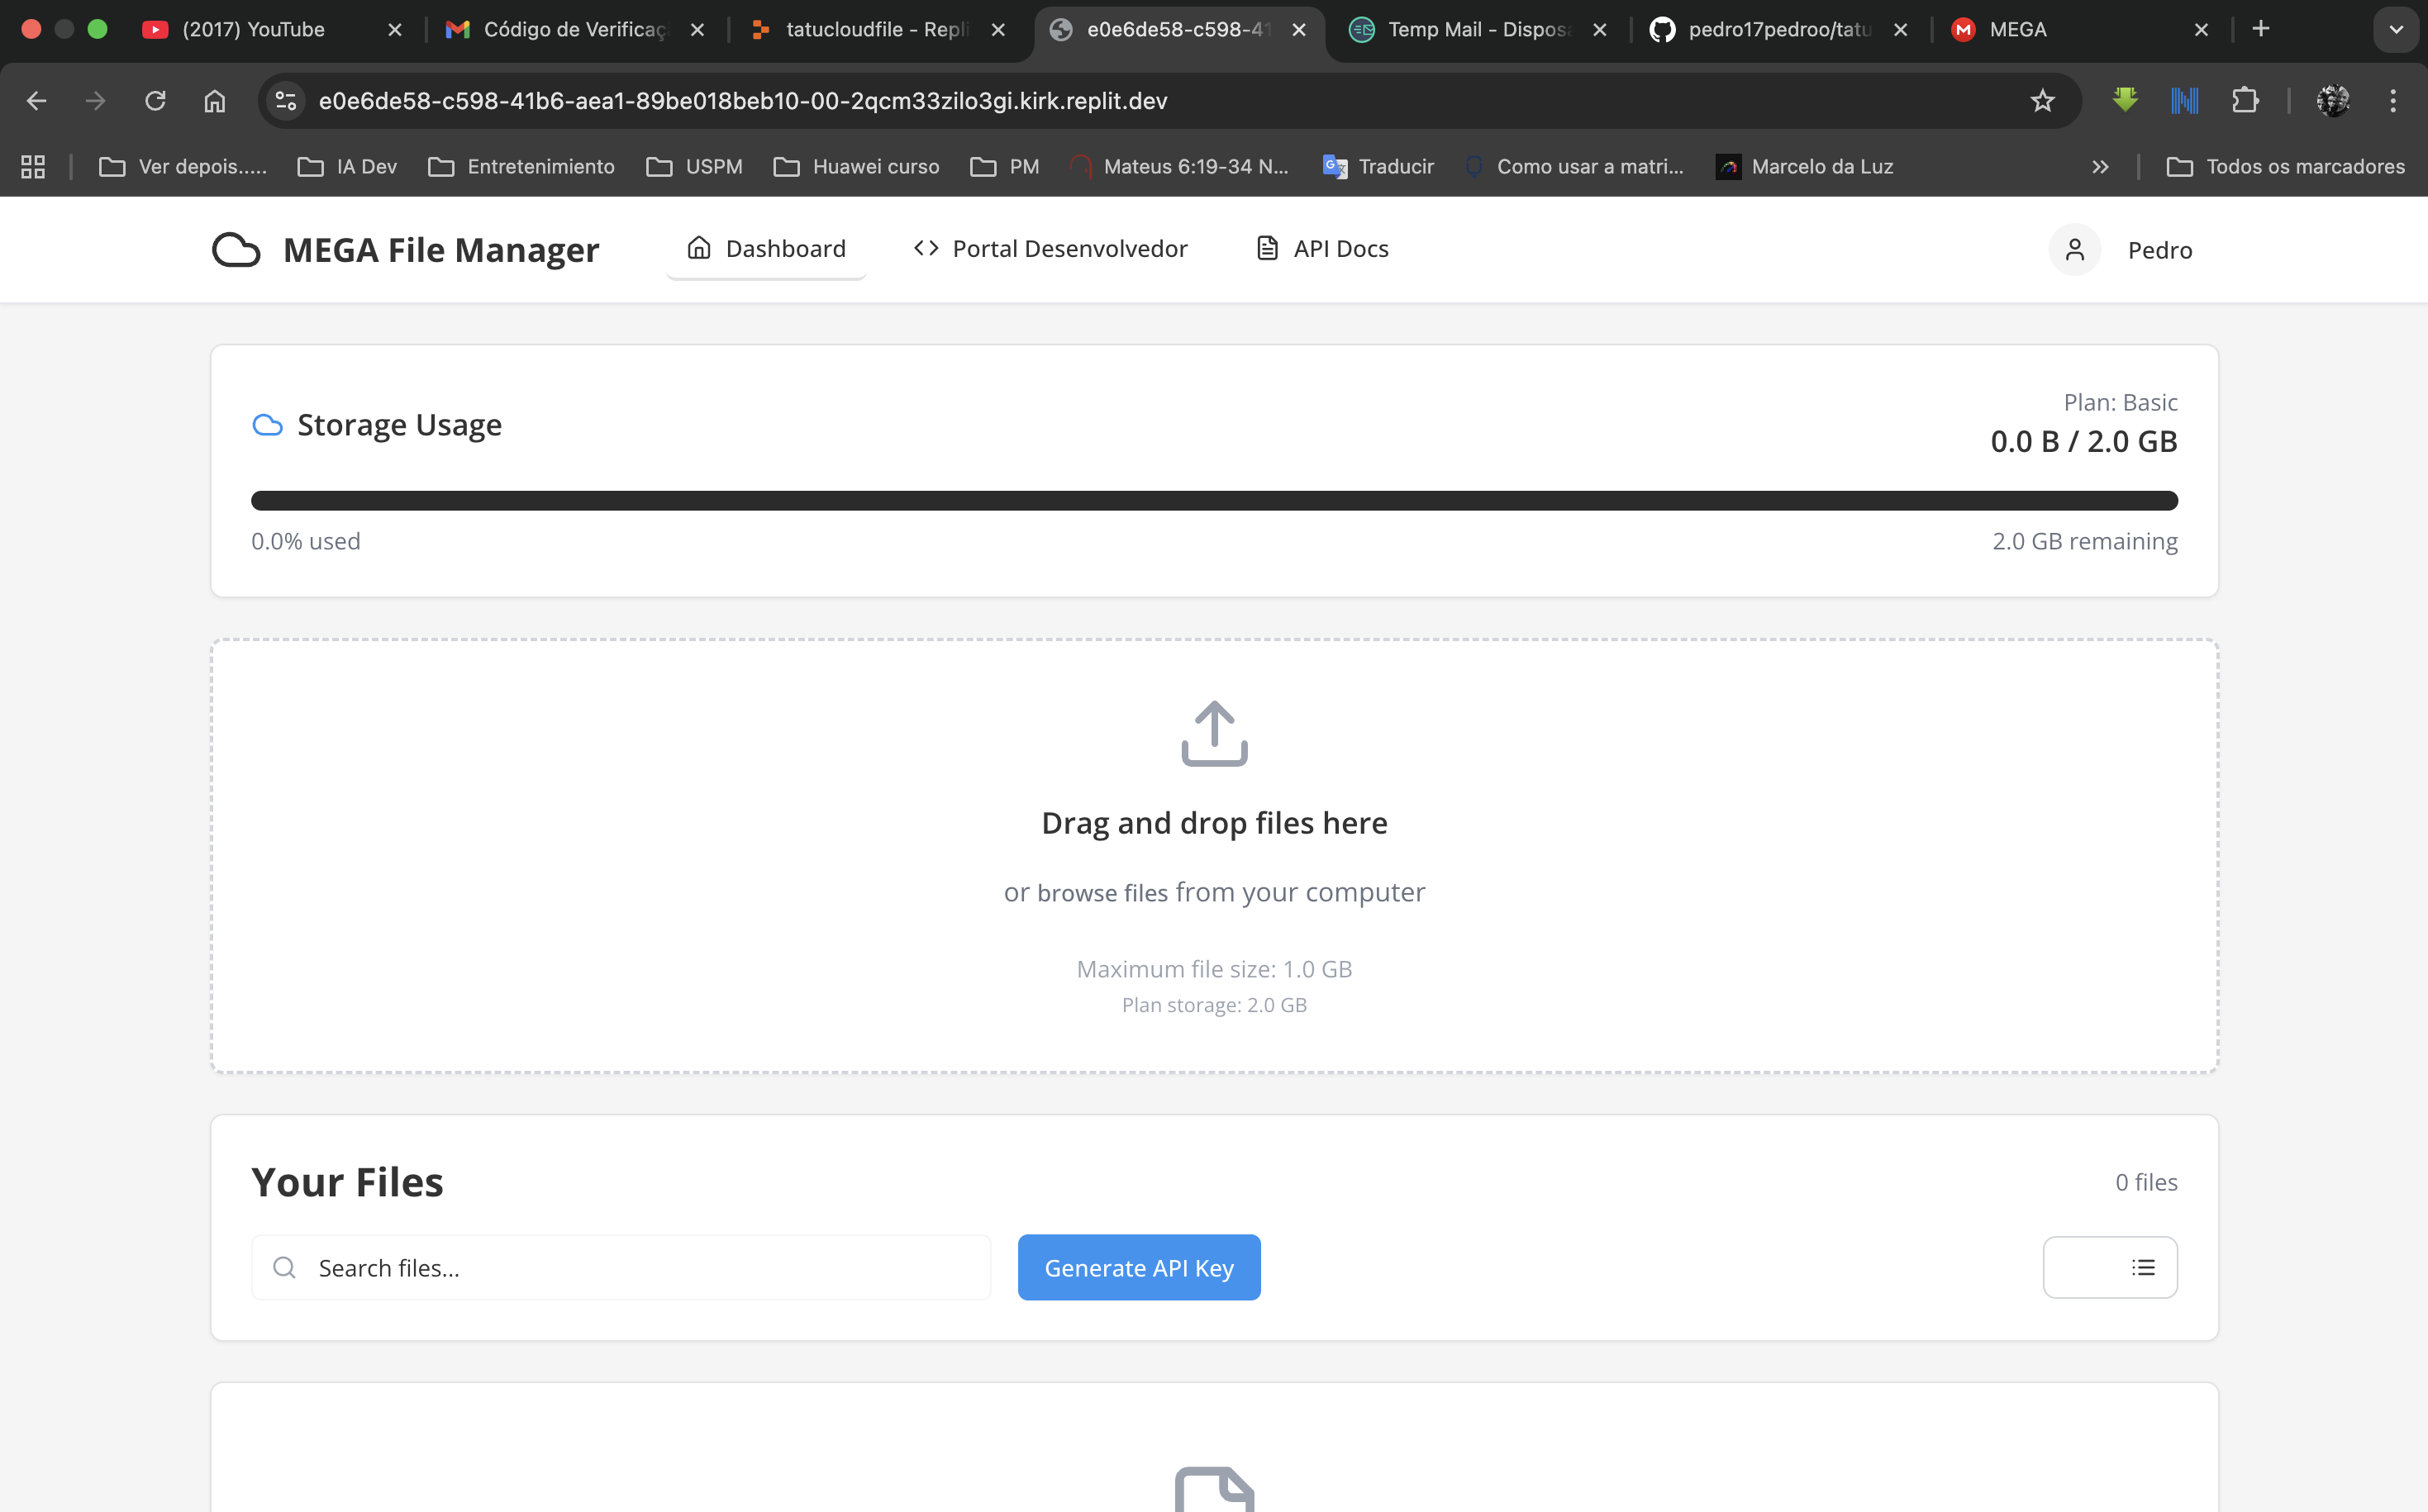 (2017) YouTube
Código de Verificaç
tatucloudfile - Repli
e0e6de58-c598-41
Temp Mail - Disposa
pedro17pedroo/tatu
MEGA
e0e6de58-c598-41b6-aea1-89be018beb10-00-2qcm33zilo3gi.kirk.replit.dev
Ver depois.....
IA Dev
Entretenimiento
USPM
Huawei curso
PM
Mateus 6:19-34 N...
Traducir
Como usar a matri...
Marcelo da Luz
Todos os marcadores
MEGA File Manager
Dashboard
Portal Desenvolvedor
API Docs
Pedro
Storage Usage
Plan: Basic
0.0 B / 2.0 GB
0.0% used
2.0 GB remaining
Drag and drop files here
or browse files from your computer
Maximum file size: 1.0 GB
Plan storage: 2.0 GB
Your Files
0 files
Search files...
Generate API Key